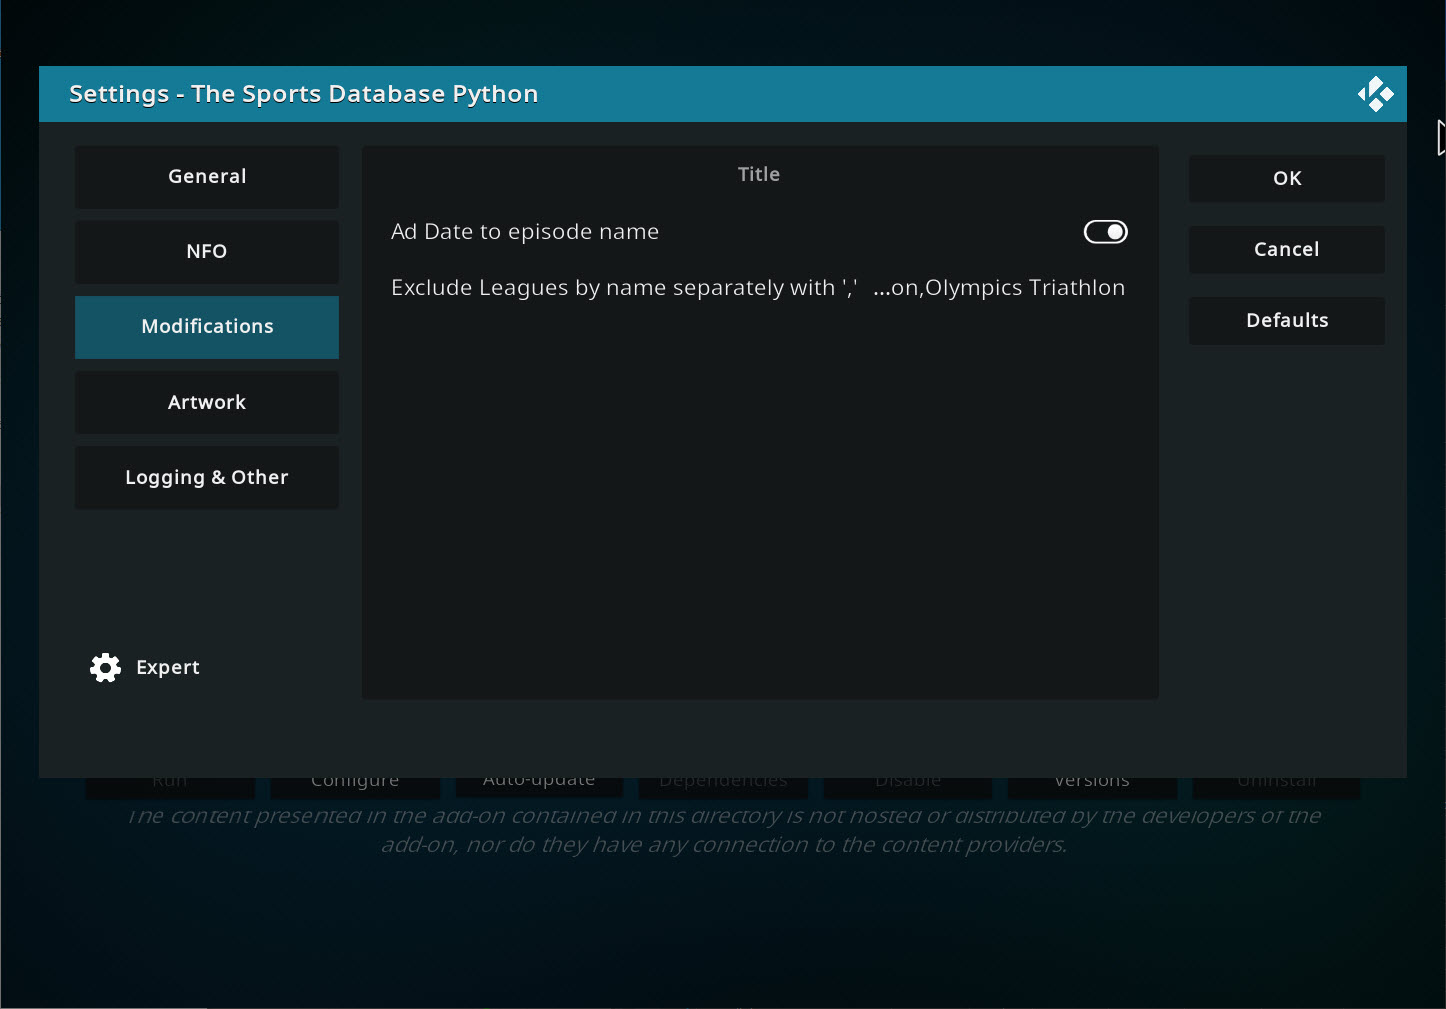 Settings - The Sports Database Python
General
NFO
Modifications
Artwork
Logging & Other
Expert
Title
Ad Date to episode name
Exclude Leagues by name separately with ',' ...on,Olympics Triathlon
OK
Cancel
Defaults
Run Configure Auto-update Dependencies Disable Versions Uninstall
The content presented in the add-on contained in this directory is not hosted or distributed by the developers of the
add-on, nor do they have any connection to the content providers.